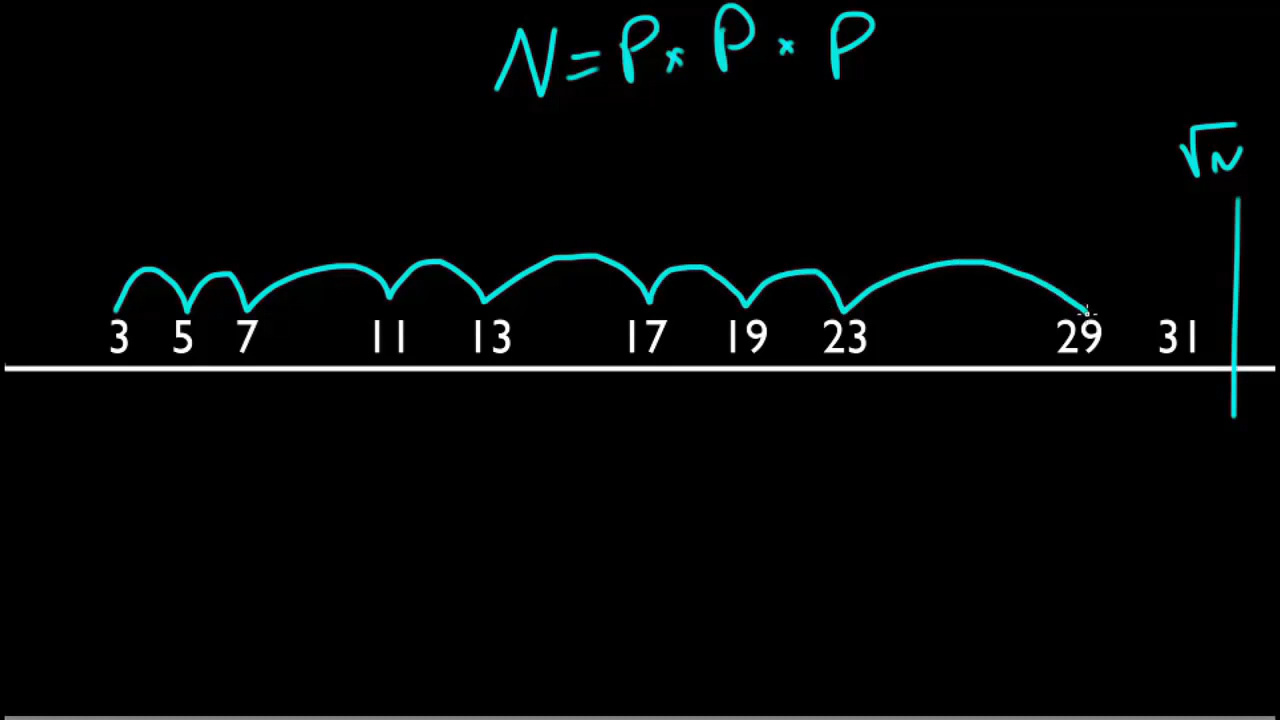 N = P × P × P
√N
3 5 7 11 13 17 19 23 29 31